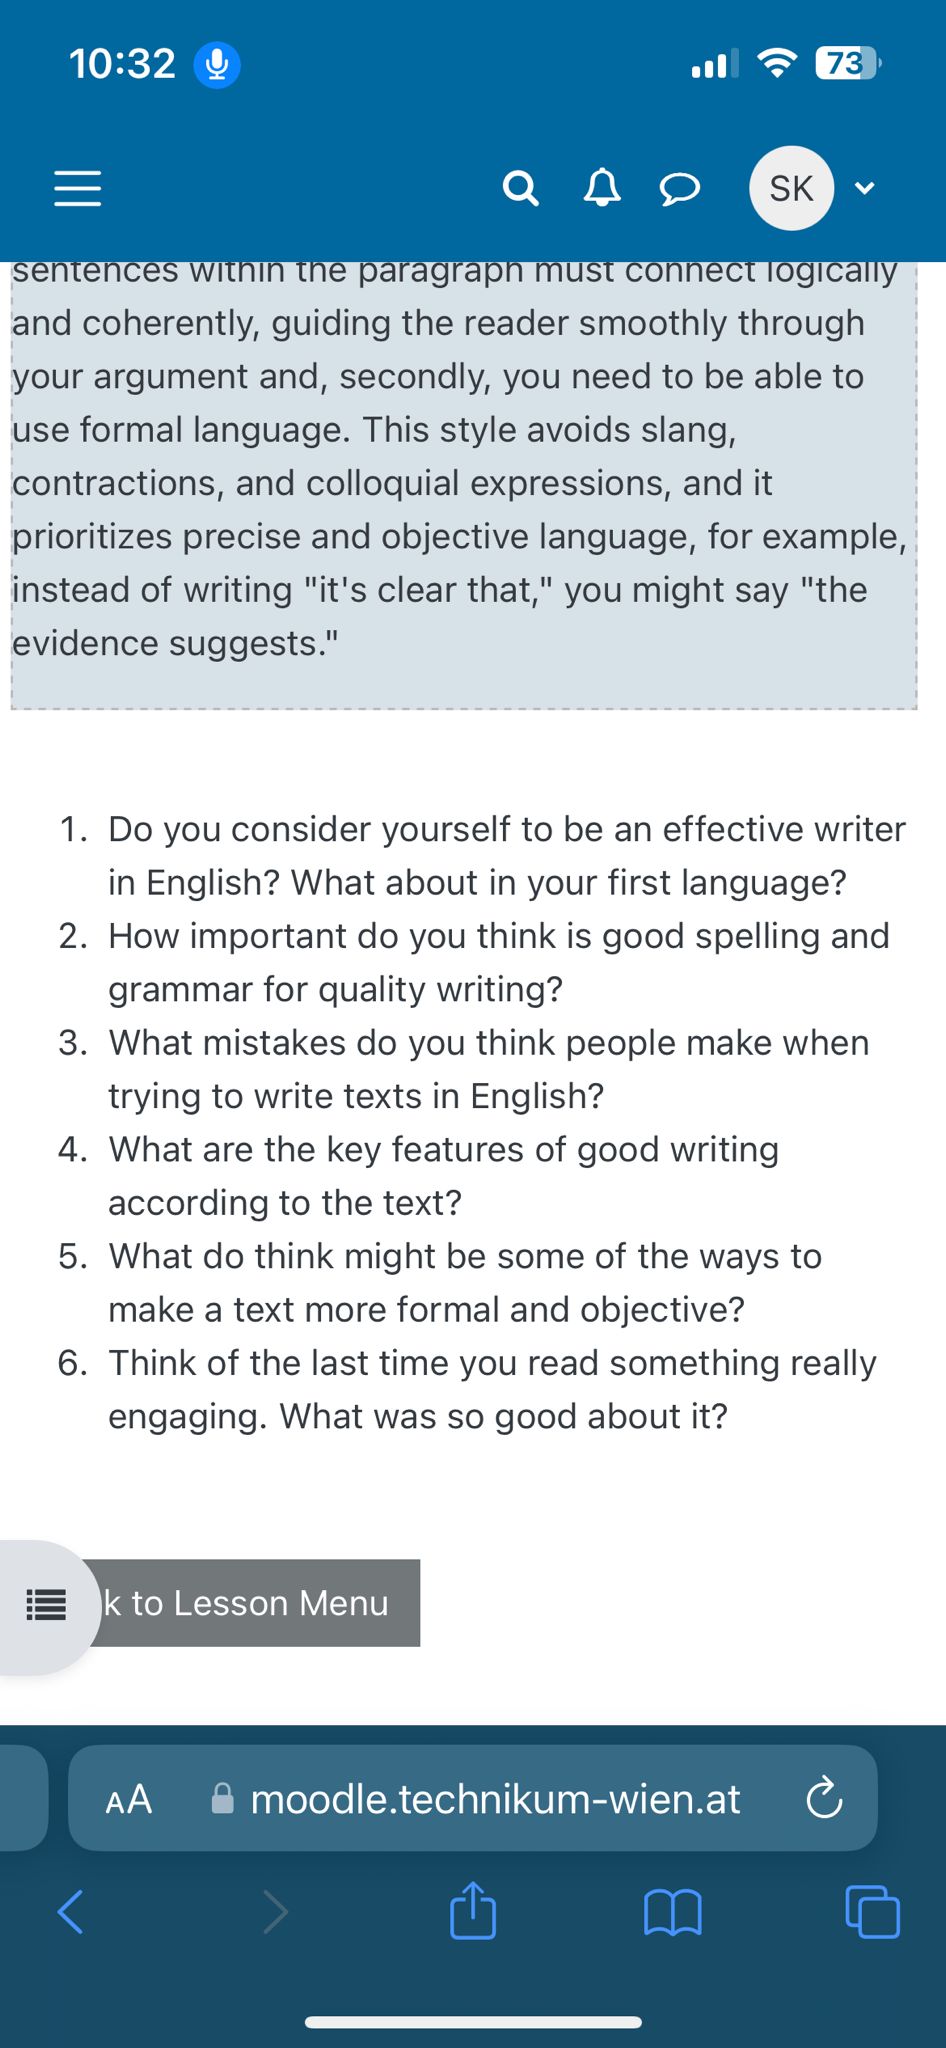 10:32
73
SK
sentences within the paragraph must connect logically
and coherently, guiding the reader smoothly through
your argument and, secondly, you need to be able to
use formal language. This style avoids slang,
contractions, and colloquial expressions, and it
prioritizes precise and objective language, for example,
instead of writing "it's clear that," you might say "the
evidence suggests."
1. Do you consider yourself to be an effective writer
in English? What about in your first language?
2. How important do you think is good spelling and
grammar for quality writing?
3. What mistakes do you think people make when
trying to write texts in English?
4. What are the key features of good writing
according to the text?
5. What do think might be some of the ways to
make a text more formal and objective?
6. Think of the last time you read something really
engaging. What was so good about it?
k to Lesson Menu
AA moodle.technikum-wien.at